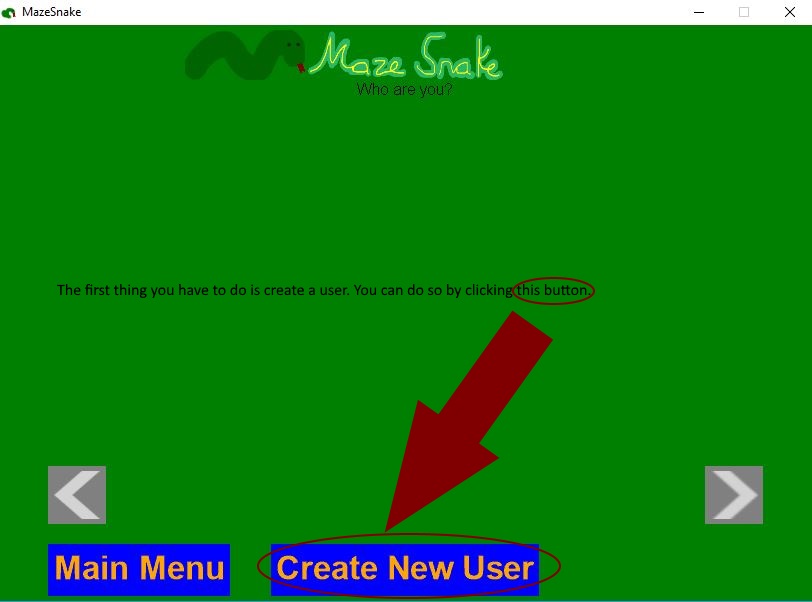 MazeSnake
Maze Snake
Who are you?
The first thing you have to do is create a user. You can do so by clicking this button.
Main Menu
Create New User